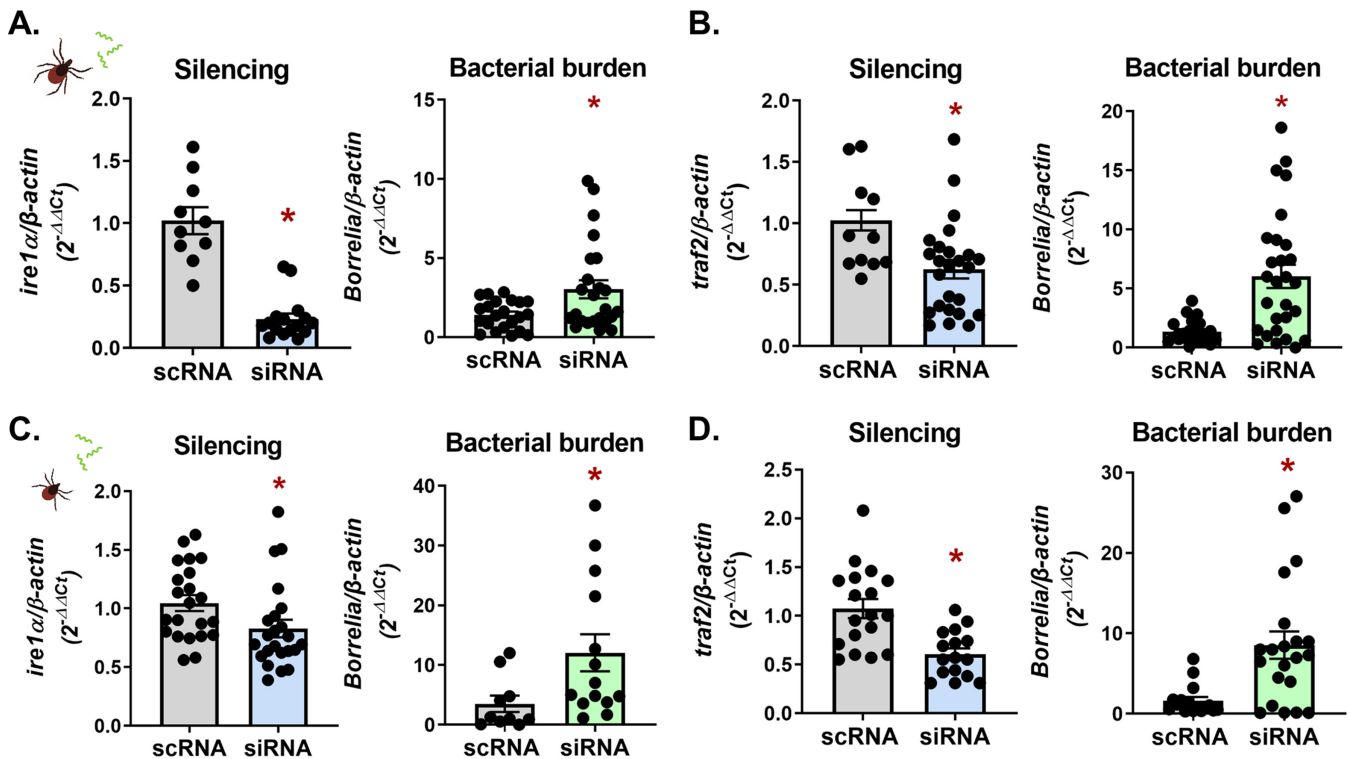 A.
Silencing
ire1α/β-actin
(2^-ΔΔCt)
2.0
1.5
1.0
0.5
0.0
*
scRNA siRNA
Bacterial burden
Borrelia/β-actin
(2^-ΔΔCt)
15
10
5
0
*
scRNA siRNA
B.
Silencing
traf2/β-actin
(2^-ΔΔCt)
2.0
1.5
1.0
0.5
0.0
*
scRNA siRNA
Bacterial burden
Borrelia/β-actin
(2^-ΔΔCt)
20
15
10
5
0
*
scRNA siRNA
C.
Silencing
ire1α/β-actin
(2^-ΔΔCt)
2.0
1.5
1.0
0.5
0.0
*
scRNA siRNA
Bacterial burden
Borrelia/β-actin
(2^-ΔΔCt)
40
30
20
10
0
*
scRNA siRNA
D.
Silencing
traf2/β-actin
(2^-ΔΔCt)
2.5
2.0
1.5
1.0
0.5
0.0
*
scRNA siRNA
Bacterial burden
Borrelia/β-actin
(2^-ΔΔCt)
30
20
10
0
*
scRNA siRNA